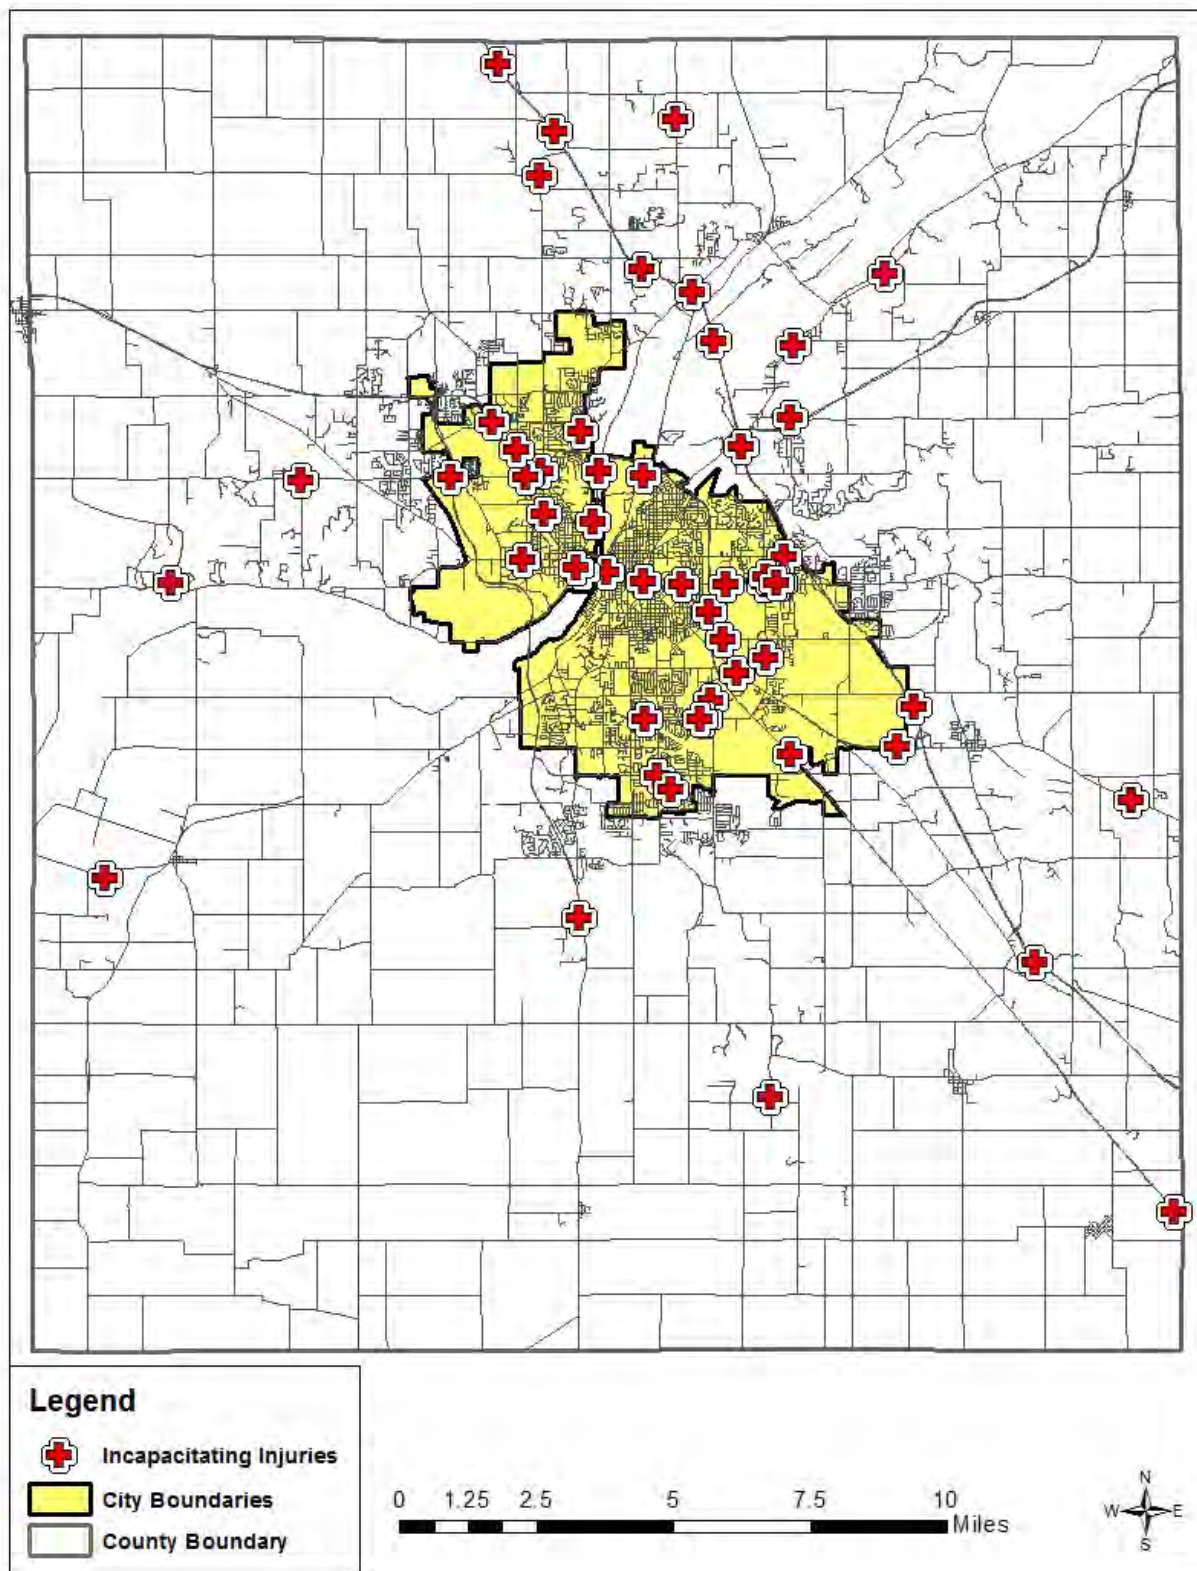 Legend
Incapacitating Injuries
City Boundaries
County Boundary
0 1.25 2.5 5 7.5 10
Miles
N
W E
S